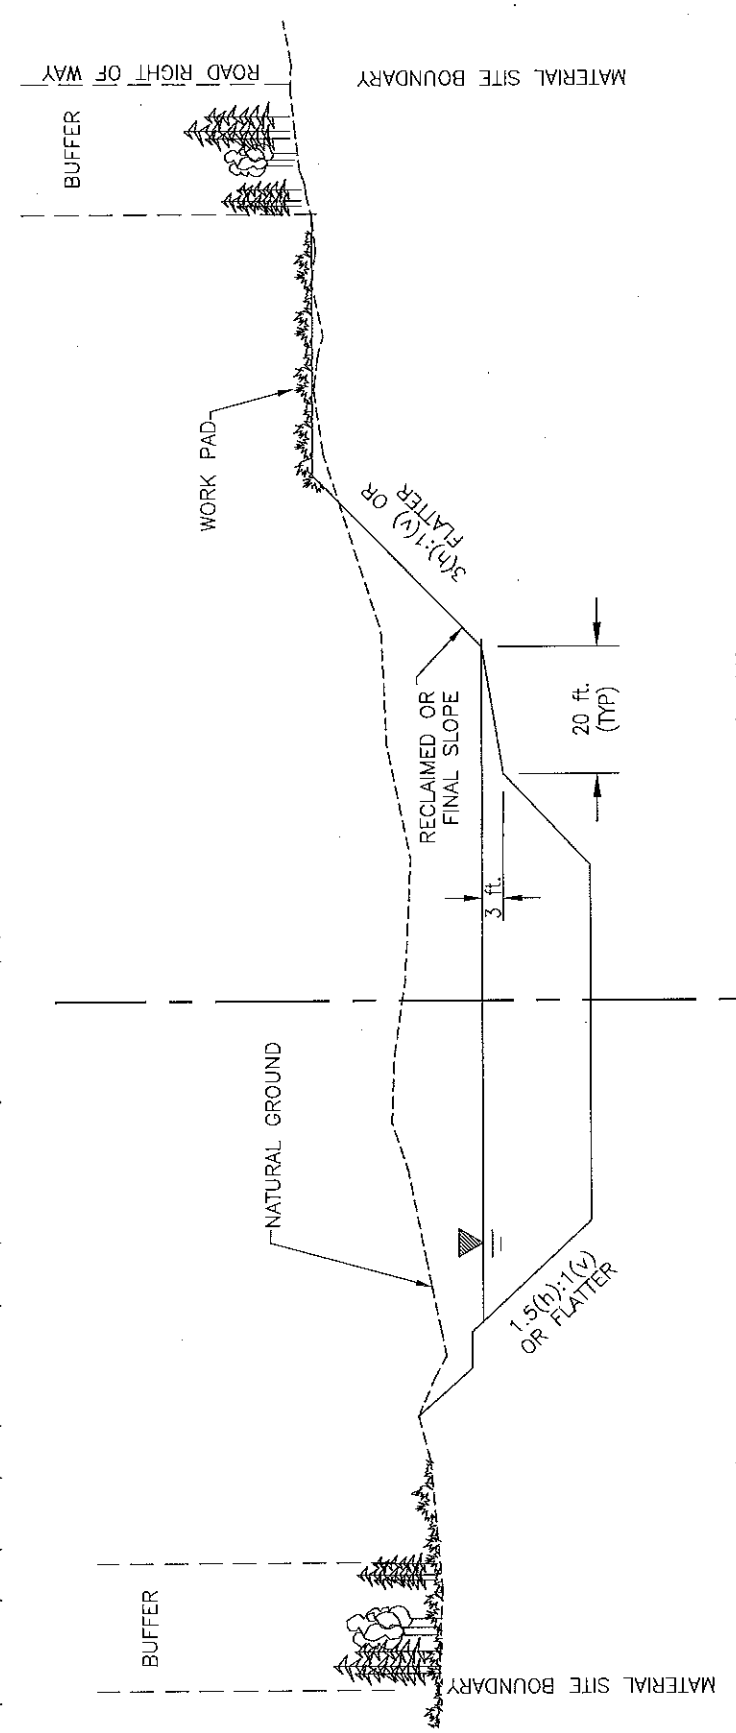 ROAD RIGHT OF WAY
MATERIAL SITE BOUNDARY
BUFFER
WORK PAD
3(h):1(v) OR
FLATTER
RECLAIMED OR
FINAL SLOPE
20 ft.
(TYP)
3 ft.
NATURAL GROUND
1.5(h):1(v)
OR FLATTER
BUFFER
MATERIAL SITE BOUNDARY